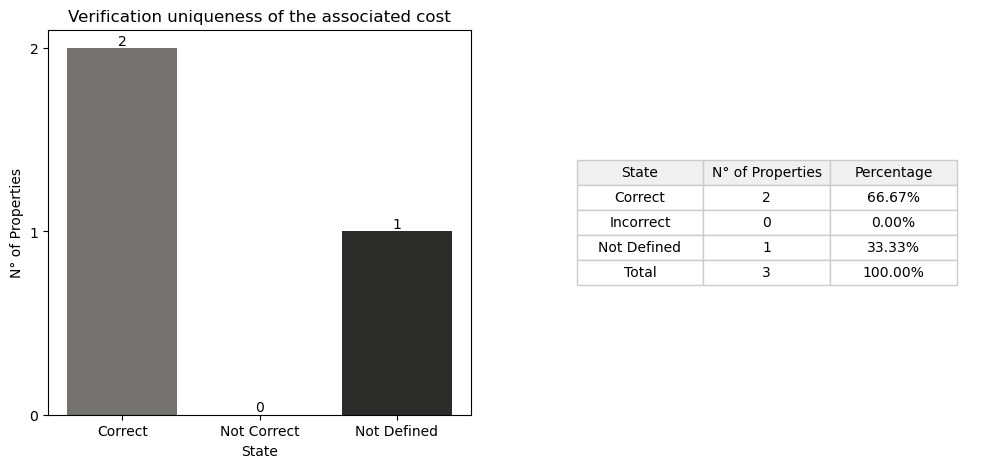 Verification uniqueness of the associated cost
N° of Properties
2
1
0
2
0
1
Correct
Not Correct
Not Defined
State
State N° of Properties Percentage
Correct 2 66.67%
Incorrect 0 0.00%
Not Defined 1 33.33%
Total 3 100.00%